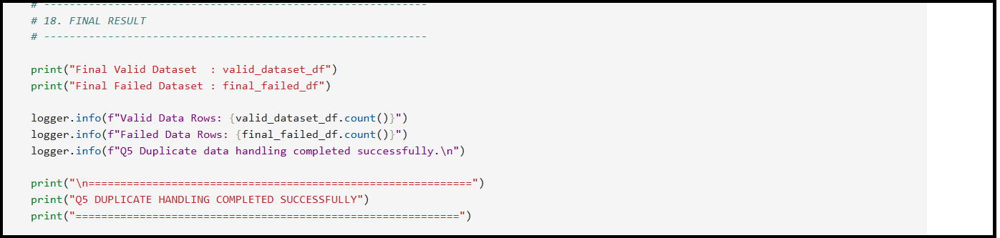 # ------------------------------------------------------------
# 18. FINAL RESULT
# ------------------------------------------------------------
print("Final Valid Dataset  : valid_dataset_df")
print("Final Failed Dataset : final_failed_df")
logger.info(f"Valid Data Rows: {valid_dataset_df.count()}")
logger.info(f"Failed Data Rows: {final_failed_df.count()}")
logger.info(f"Q5 Duplicate data handling completed successfully.\n")
print("\n============================================================")
print("Q5 DUPLICATE HANDLING COMPLETED SUCCESSFULLY")
print("============================================================")